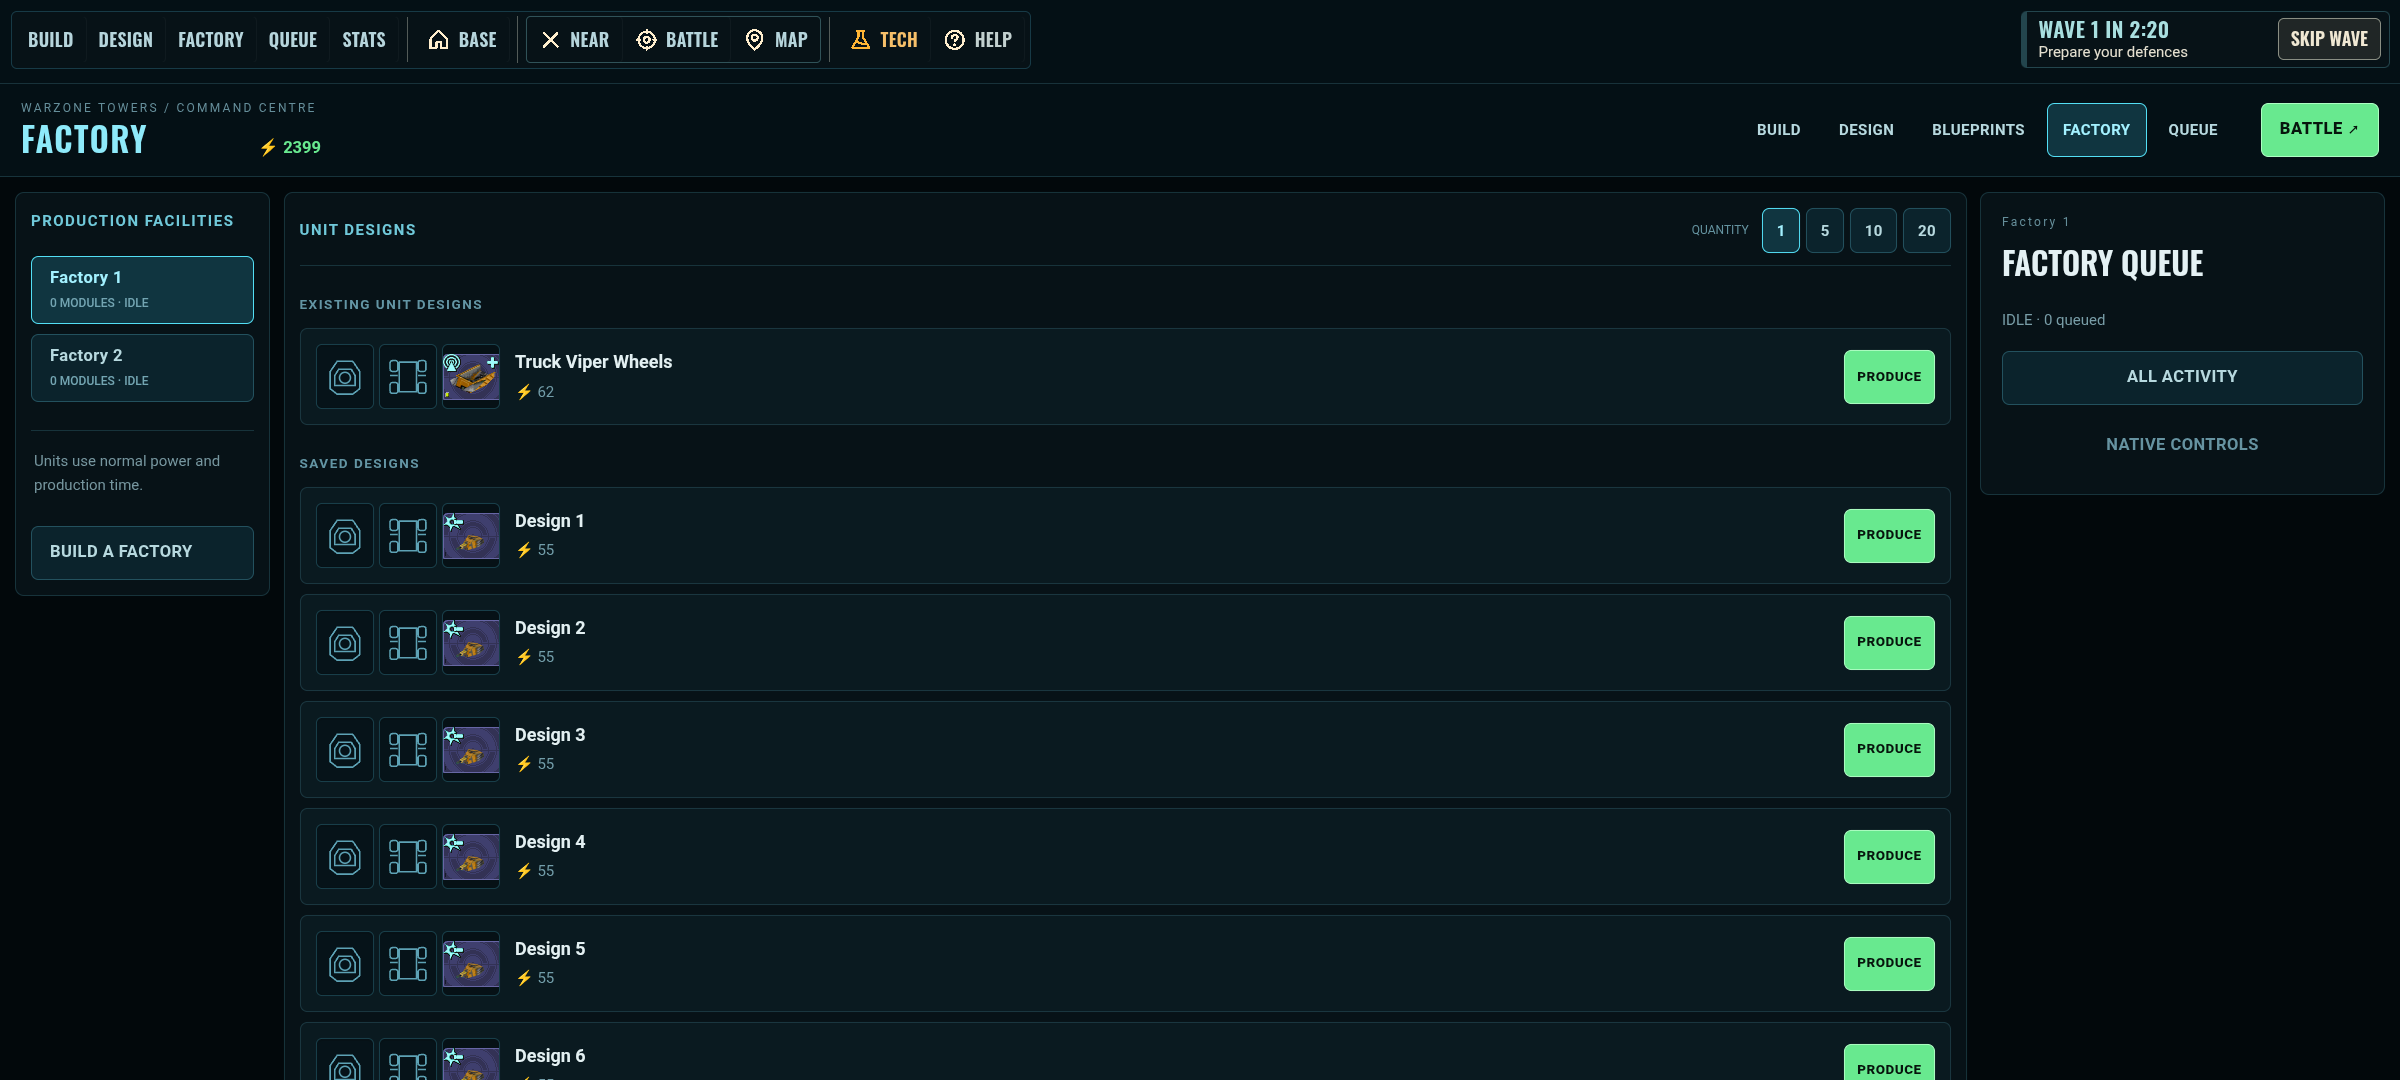 BUILD DESIGN FACTORY QUEUE STATS BASE NEAR BATTLE MAP TECH HELP
WAVE 1 IN 2:20
Prepare your defences
SKIP WAVE
WARZONE TOWERS / COMMAND CENTRE
FACTORY
⚡ 2399
BUILD DESIGN BLUEPRINTS FACTORY QUEUE BATTLE ↗
PRODUCTION FACILITIES
Factory 1
0 MODULES · IDLE
Factory 2
0 MODULES · IDLE
Units use normal power and
production time.
BUILD A FACTORY
UNIT DESIGNS
QUANTITY 1 5 10 20
EXISTING UNIT DESIGNS
Truck Viper Wheels
⚡ 62
PRODUCE
SAVED DESIGNS
Design 1
⚡ 55
PRODUCE
Design 2
⚡ 55
PRODUCE
Design 3
⚡ 55
PRODUCE
Design 4
⚡ 55
PRODUCE
Design 5
⚡ 55
PRODUCE
Design 6
PRODUCE
Factory 1
FACTORY QUEUE
IDLE · 0 queued
ALL ACTIVITY
NATIVE CONTROLS